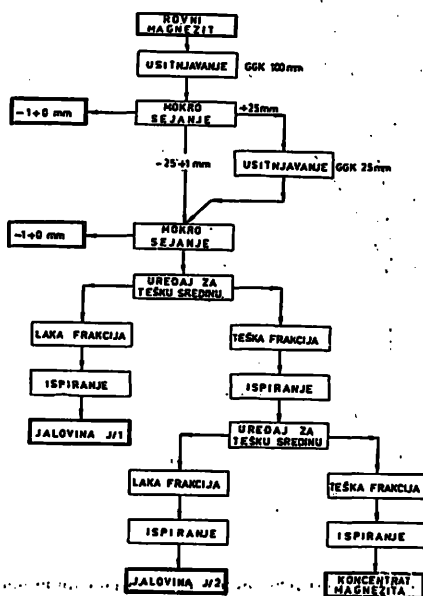 ROVNI
MAGNEZIT
USITNJAVANJE
GGK 100mm
-1+0 mm
MOKRO
SEJANJE
+25mm
-25+1mm
USITNJAVANJE
GGK 25mm
-1+0 mm
MOKRO
SEJANJE
UREĐAJ ZA
TEŠKU SREDINU
LAKA FRAKCIJA
TEŠKA FRAKCIJA
ISPIRANJE
ISPIRANJE
JALOVINA J/1
UREĐAJ ZA
TEŠKU SREDINU
LAKA FRAKCIJA
TEŠKA FRAKCIJA
ISPIRANJE
ISPIRANJE
JALOVINA J/2
KONCENTRAT
MAGNEZITA